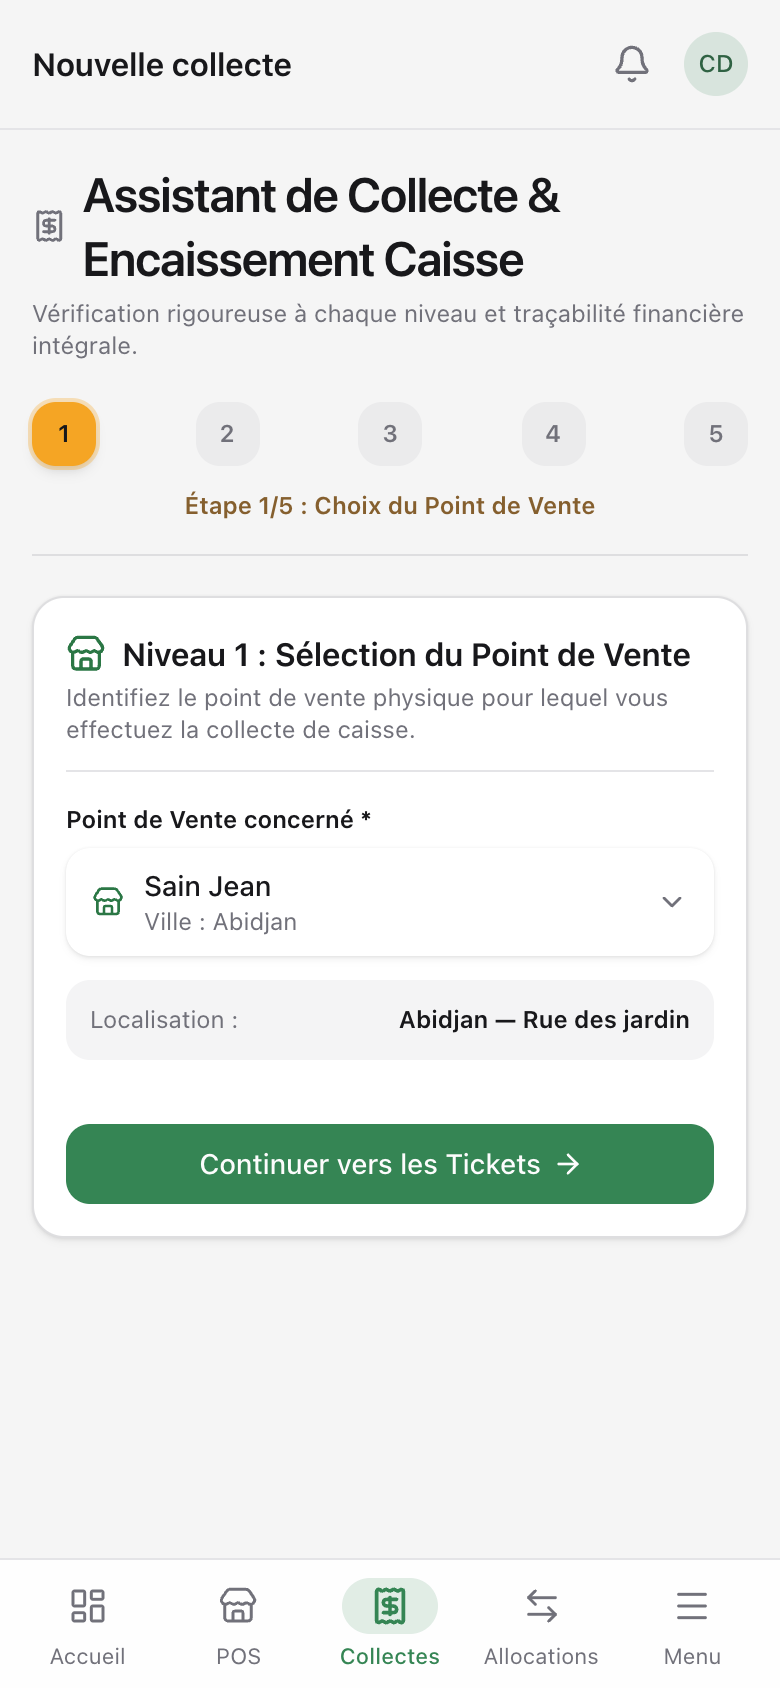 Nouvelle collecte
CD
Assistant de Collecte &
Encaissement Caisse
Vérification rigoureuse à chaque niveau et traçabilité financière
intégrale.
1 2 3 4 5
Étape 1/5 : Choix du Point de Vente
Niveau 1 : Sélection du Point de Vente
Identifiez le point de vente physique pour lequel vous
effectuez la collecte de caisse.
Point de Vente concerné *
Sain Jean
Ville : Abidjan
Localisation : Abidjan — Rue des jardin
Continuer vers les Tickets →
Accueil POS Collectes Allocations Menu